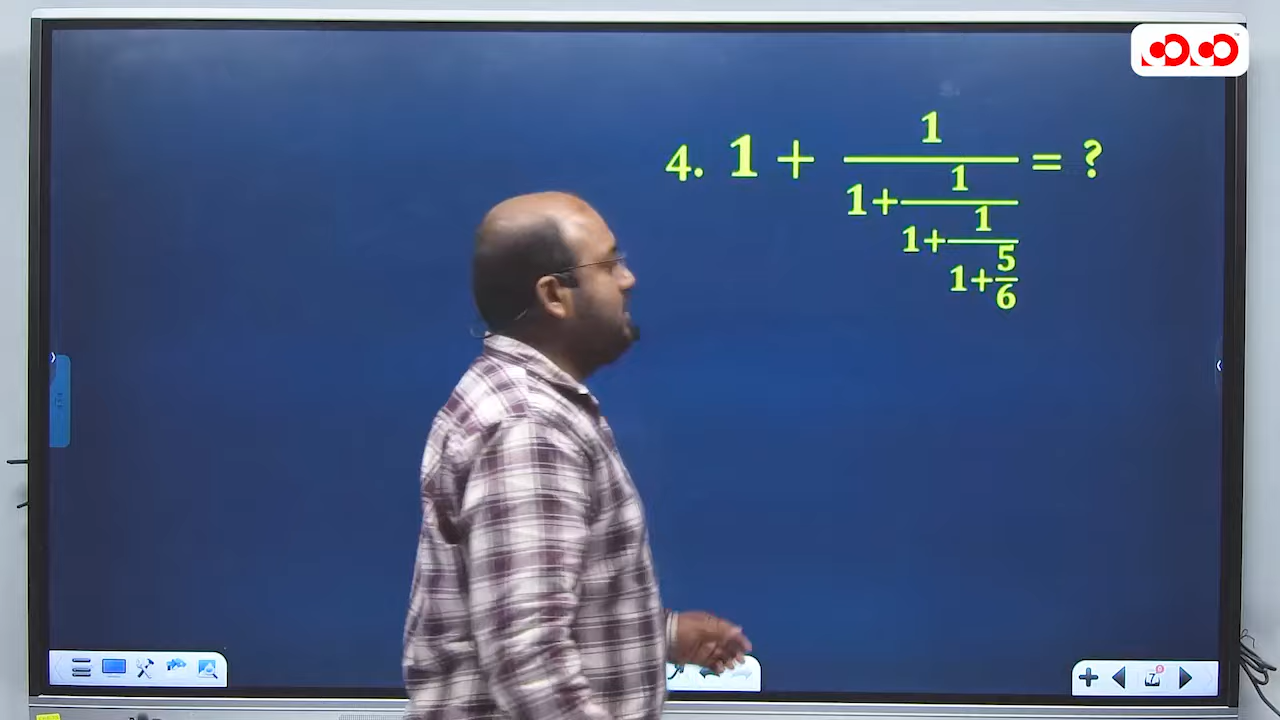 4. 1 + 1/(1+1/(1+1/(1+5/6))) = ?